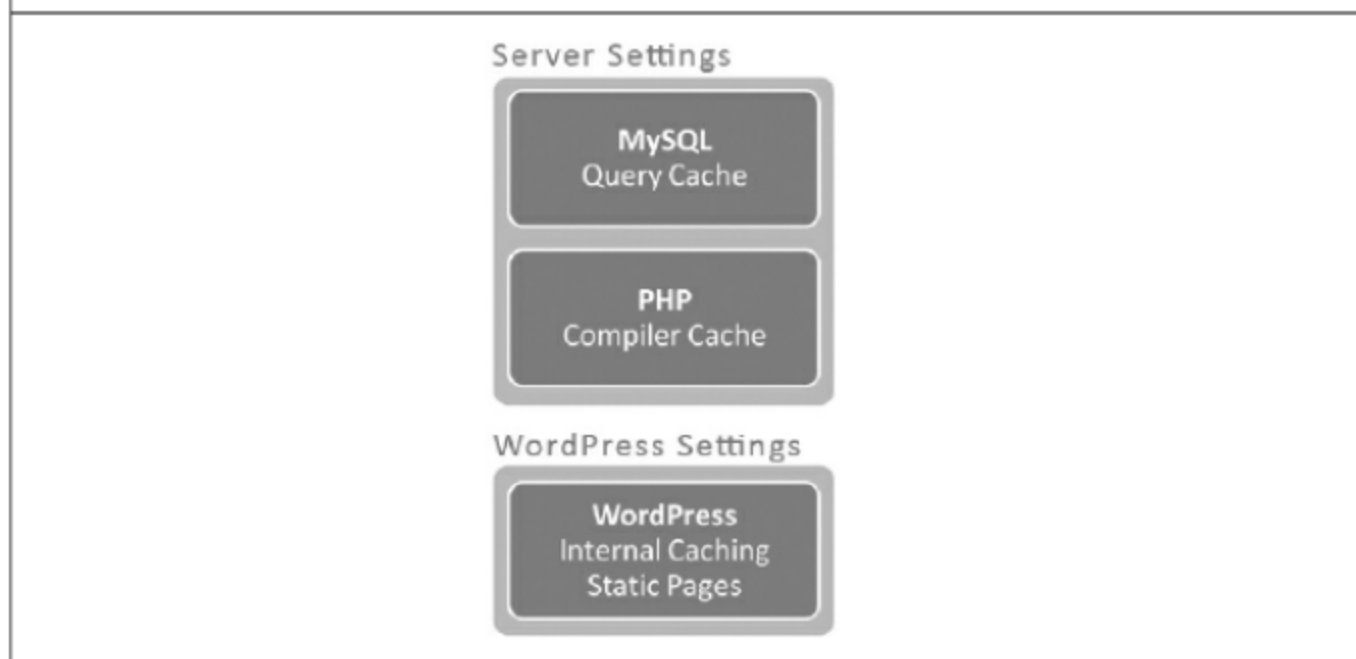 Server Settings
MySQL
Query Cache
PHP
Compiler Cache
WordPress Settings
WordPress
Internal Caching
Static Pages